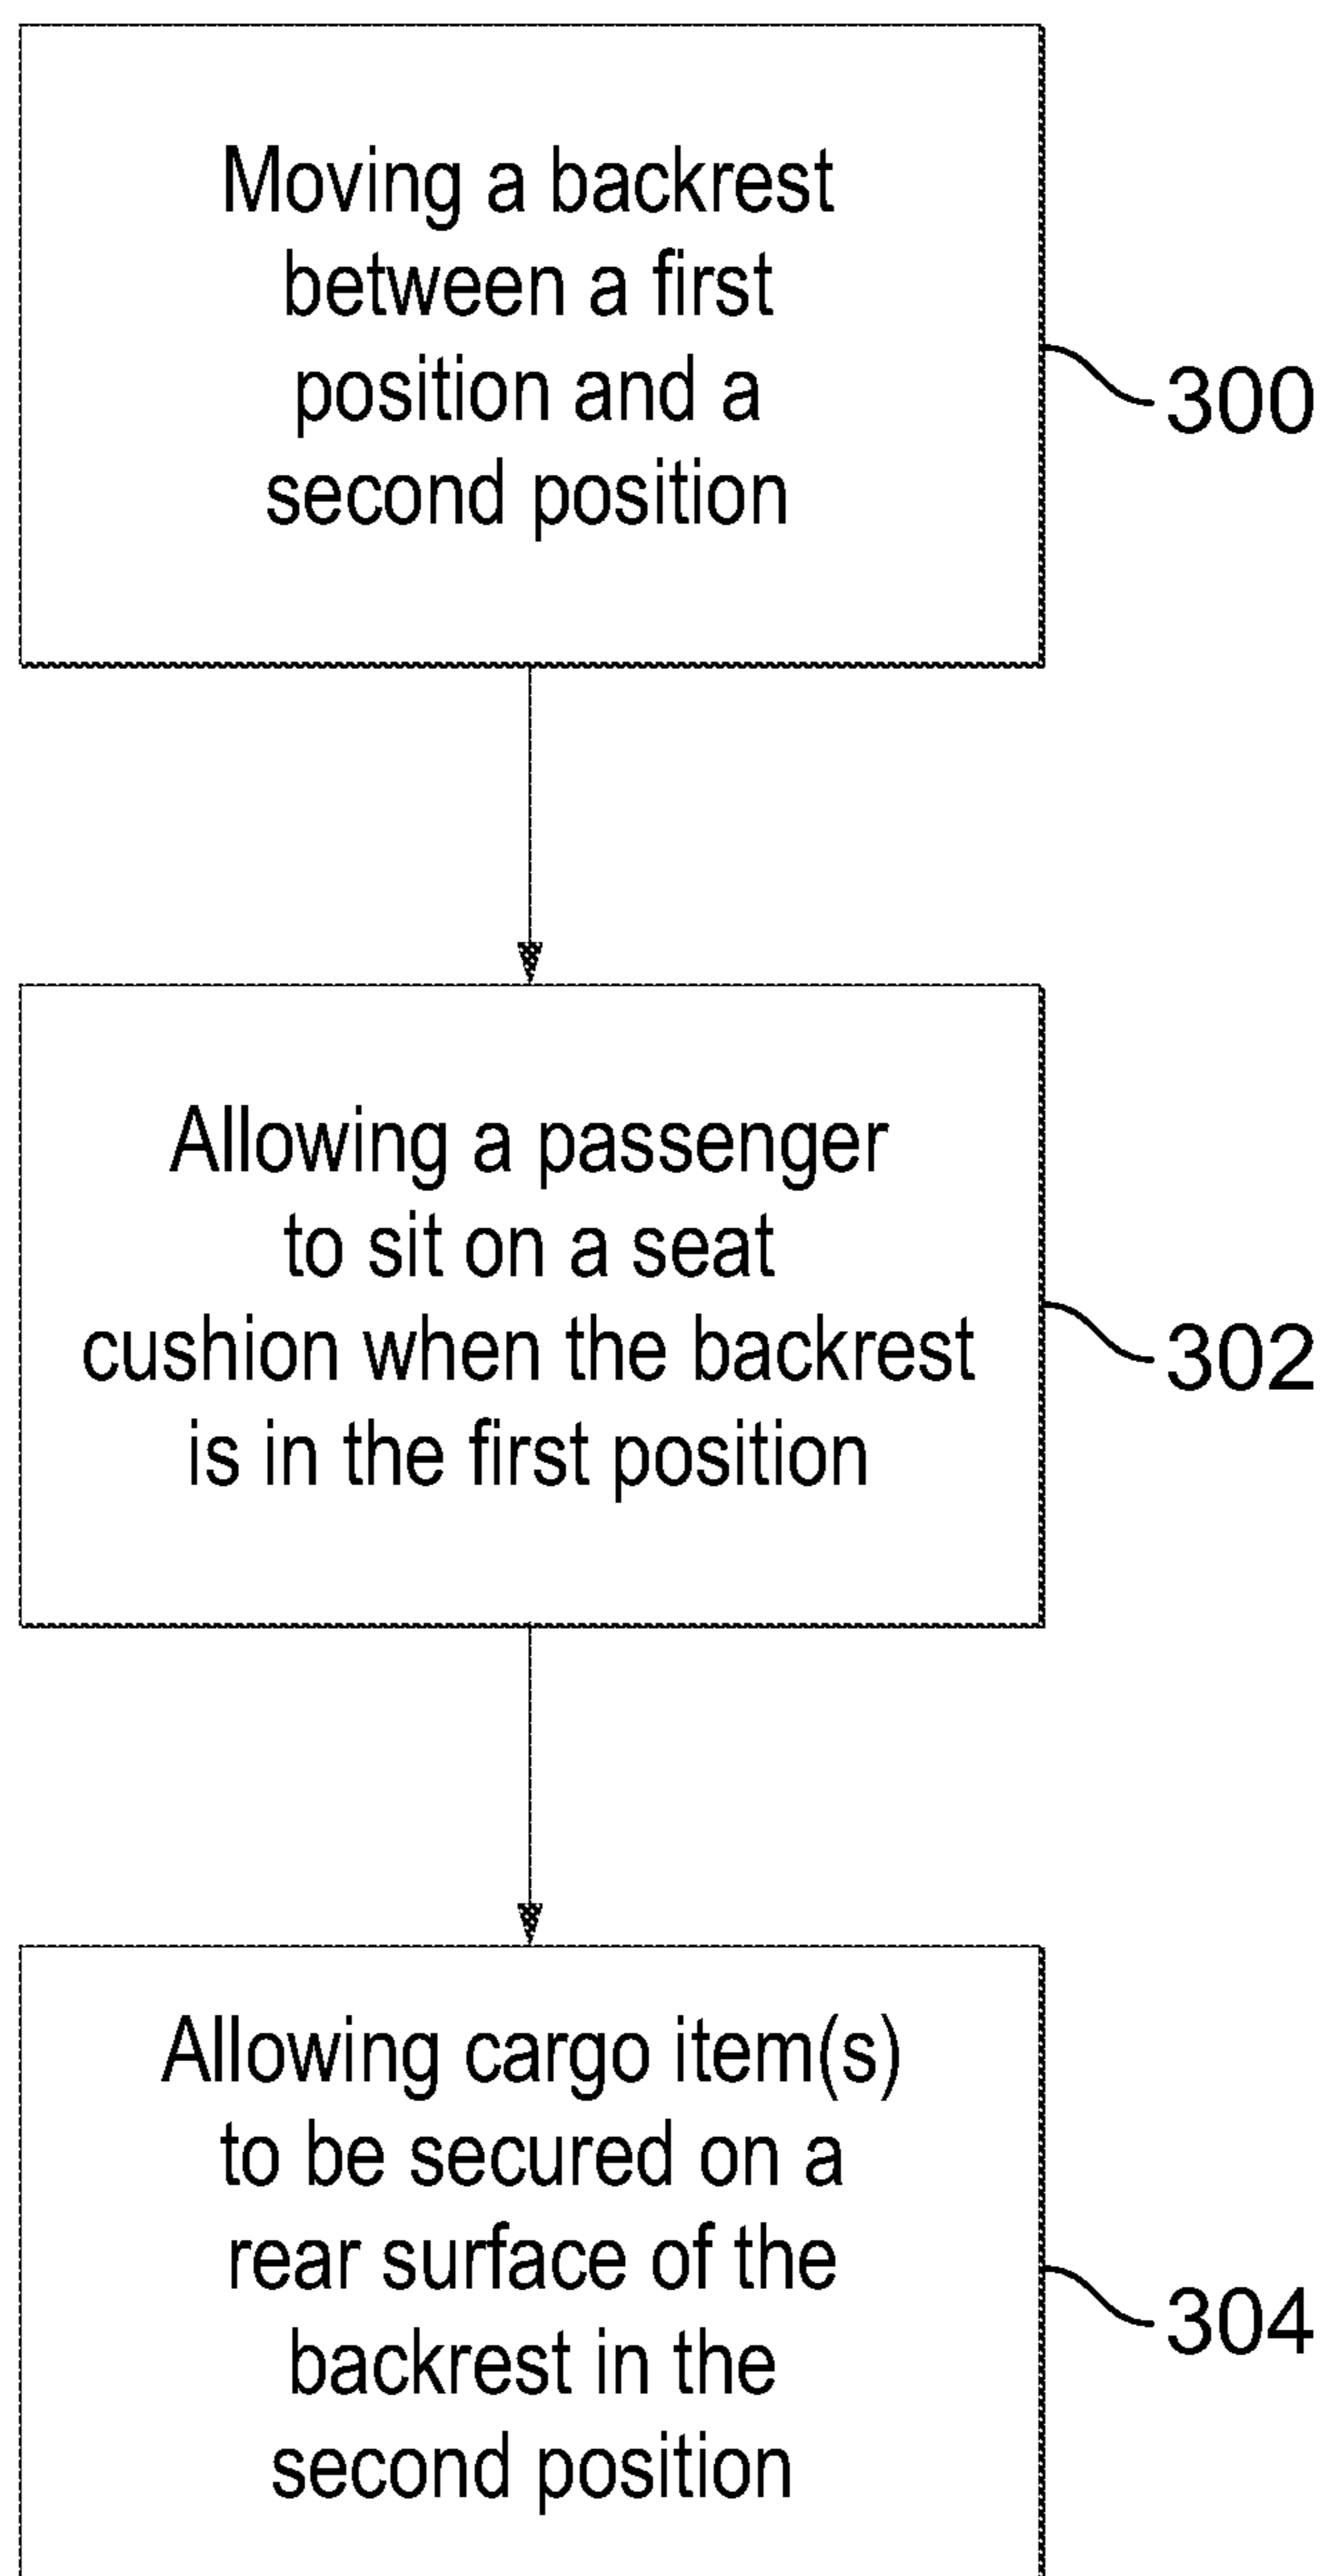 Moving a backrest
between a first
position and a
second position
300
Allowing a passenger
to sit on a seat
cushion when the backrest
is in the first position
302
Allowing cargo item(s)
to be secured on a
rear surface of the
backrest in the
second position
304